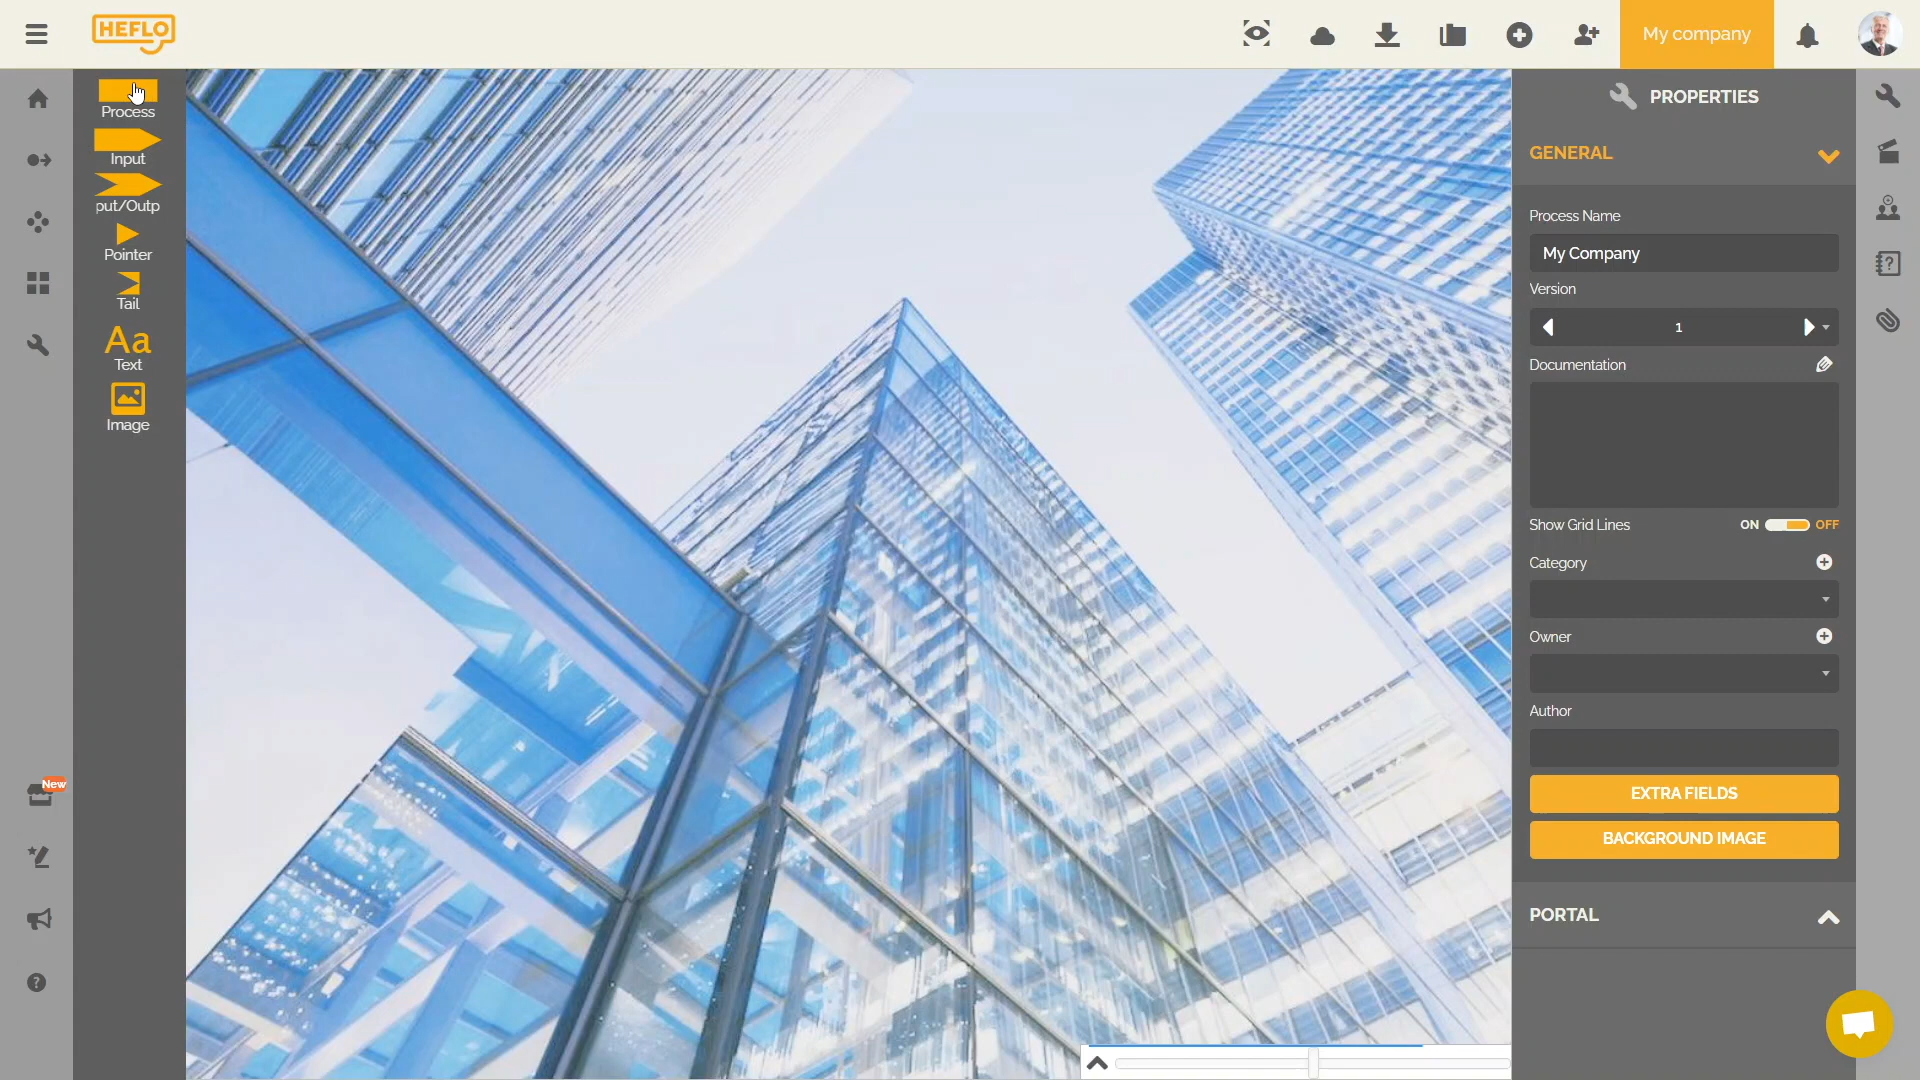 HEFLO
My company
Process
Input
put/Outp
Pointer
Tail
Aa
Text
Image
New
PROPERTIES
GENERAL
Process Name
My Company
Version
1
Documentation
Show Grid Lines
ON
OFF
Category
Owner
Author
EXTRA FIELDS
BACKGROUND IMAGE
PORTAL